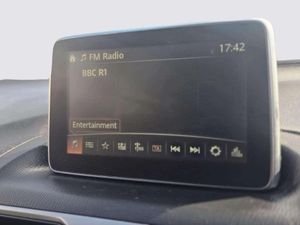 FM Radio 17:42
BBC R1
Entertainment